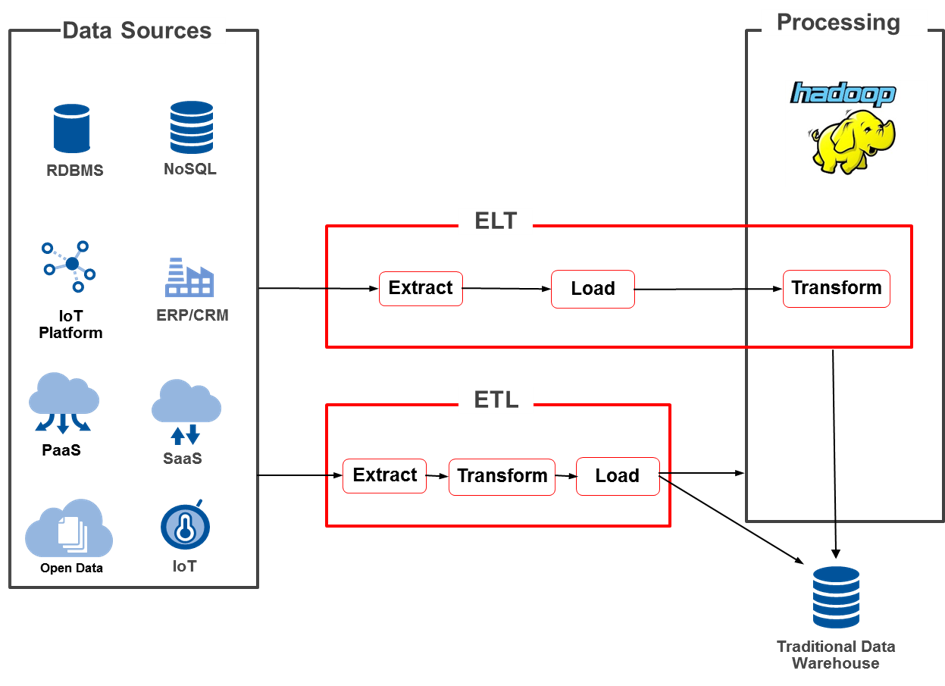 Data Sources
Processing
hadoop
RDBMS
NoSQL
ELT
Extract
Load
Transform
IoT
Platform
ERP/CRM
ETL
PaaS
SaaS
Extract
Transform
Load
Open Data
IoT
Traditional Data
Warehouse